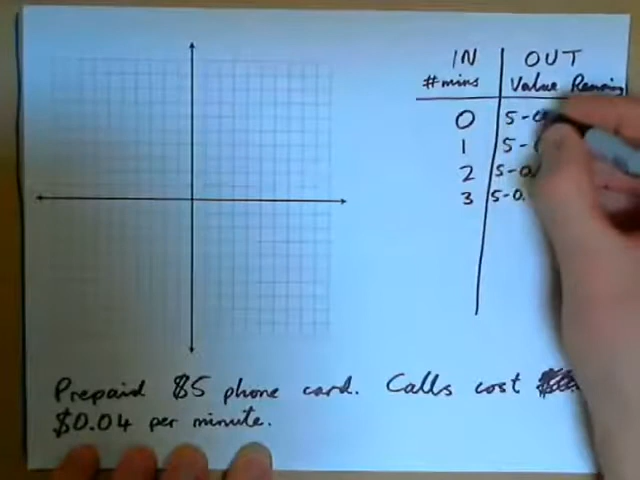 IN OUT
#mins Value
0 5-
1 5-
2 5-0.
3 5-0.
Prepaid $5 phone card. Calls cost
$0.04 per minute.